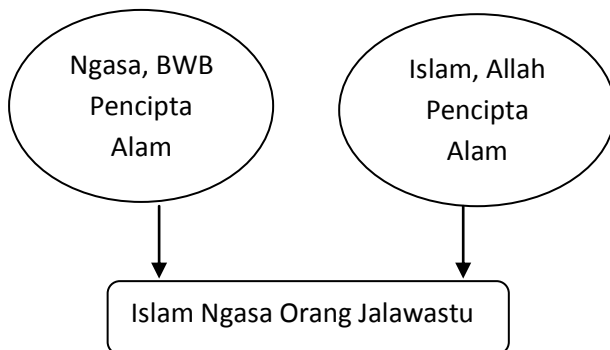 Ngasa, BWB
Pencipta
Alam
Islam, Allah
Pencipta
Alam
Islam Ngasa Orang Jalawastu